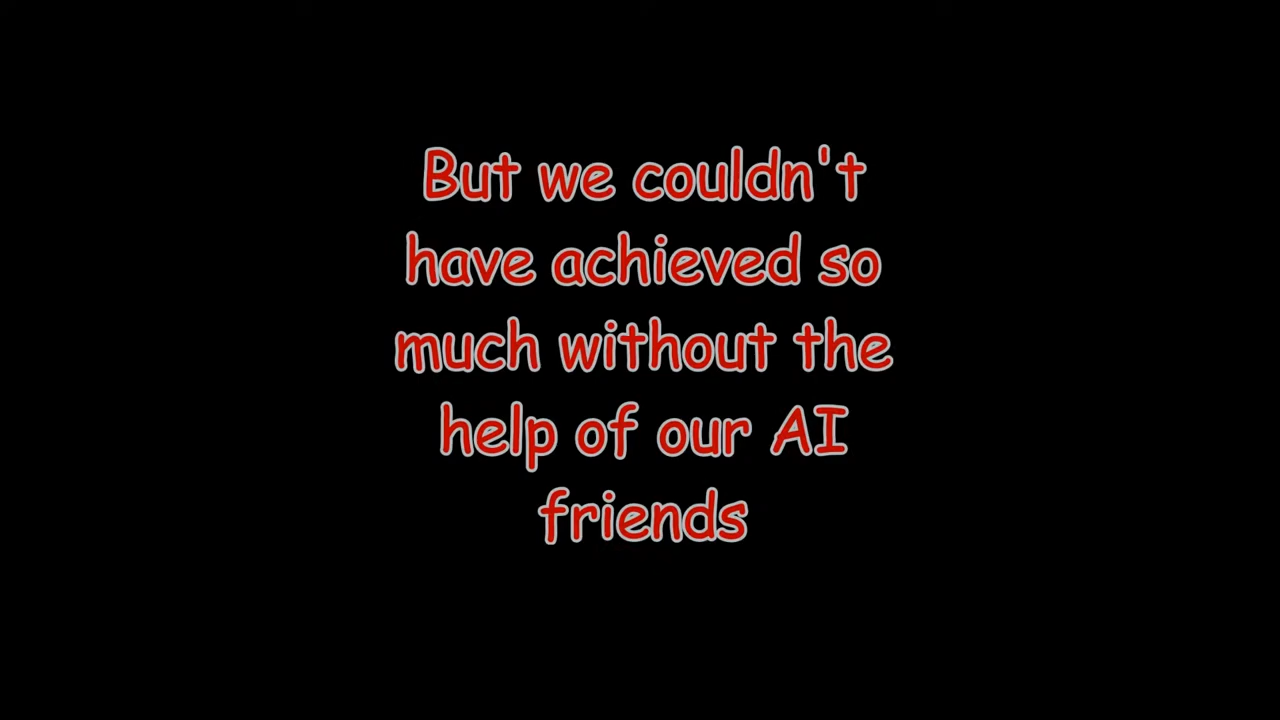 But we couldn't
have achieved so
much without the
help of our AI
friends